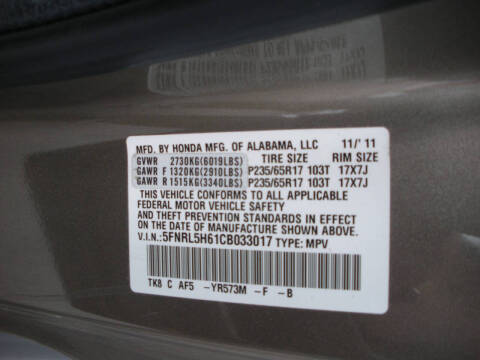 MFD. BY HONDA MFG. OF ALABAMA, LLC 11/'11
GVWR 2730KG(6019LBS) TIRE SIZE RIM SIZE
GAWR F 1320KG(2910LBS) P235/65R17 103T 17X7J
GAWR R 1515KG(3340LBS) P235/65R17 103T 17X7J
THIS VEHICLE CONFORMS TO ALL APPLICABLE
FEDERAL MOTOR VEHICLE SAFETY
AND THEFT PREVENTION STANDARDS IN EFFECT
ON THE DATE OF MANUFACTURE SHOWN ABOVE.
V.I.N.:5FNRL5H61CB033017 TYPE: MPV
TK8 C AF5 -YR573M -F -B